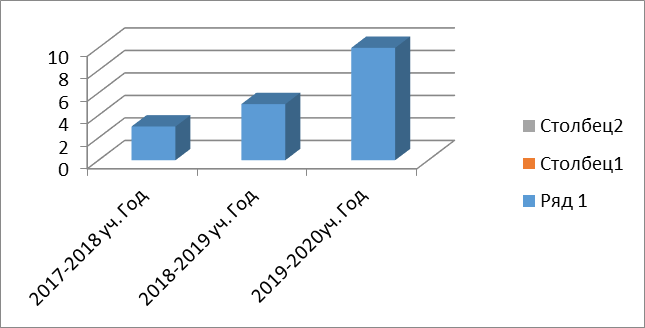 10
8
6
4
2
0
2017-2018 уч. Год
2018-2019 уч. Год
2019-2020уч. Год
Столбец2
Столбец1
Ряд 1